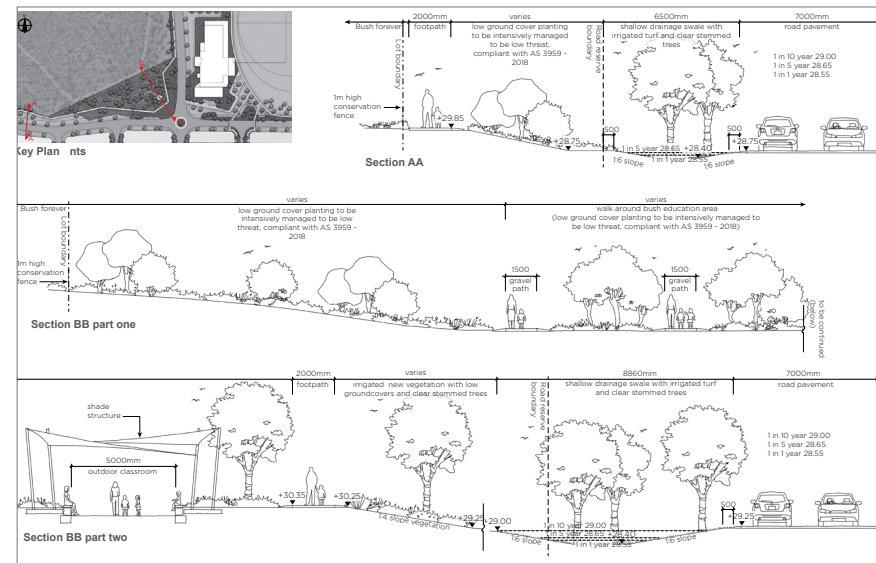 Key Plan nts
Bush forever
2000mm
footpath
varies
low ground cover planting
to be intensively managed
to be low threat,
compliant with AS 3959 -
2018
Lot boundary
Road reserve
boundary
6500mm
shallow drainage swale with
irrigated turf and clear stemmed
trees
7000mm
road pavement
1 in 10 year 29.00
1 in 5 year 28.65
1 in 1 year 28.55
1m high
conservation
fence
+29.85
+28.75
500
500
+28.75
1 in 5 year 28.65 +28.40
1 in 1 year 28.55
1:6 slope
1:6 slope
Section AA
Bush forever
varies
low ground cover planting to be
intensively managed to be low
threat, compliant with AS 3959 -
2018
Lot boundary
1m high
conservation
fence
varies
walk around bush education area
(low ground cover planting to be intensively managed to
be low threat, compliant with AS 3959 - 2018)
1500
gravel
path
1500
gravel
path
to be continued
(below)
Section BB part one
2000mm
footpath
varies
irrigated new vegetation with low
groundcovers and clear stemmed trees
Road reserve
boundary
8860mm
shallow drainage swale with irrigated turf
and clear stemmed trees
7000mm
road pavement
1 in 10 year 29.00
1 in 5 year 28.65
1 in 1 year 28.55
shade
structure
5000mm
outdoor classroom
+30.35
+30.25
1:4 slope vegetation
+29.25
+29.00
1 in 10 year 29.00
1 in 5 year 28.65 +28.40
1 in 1 year 28.55
1:6 slope
1:6 slope
500
+29.25
Section BB part two